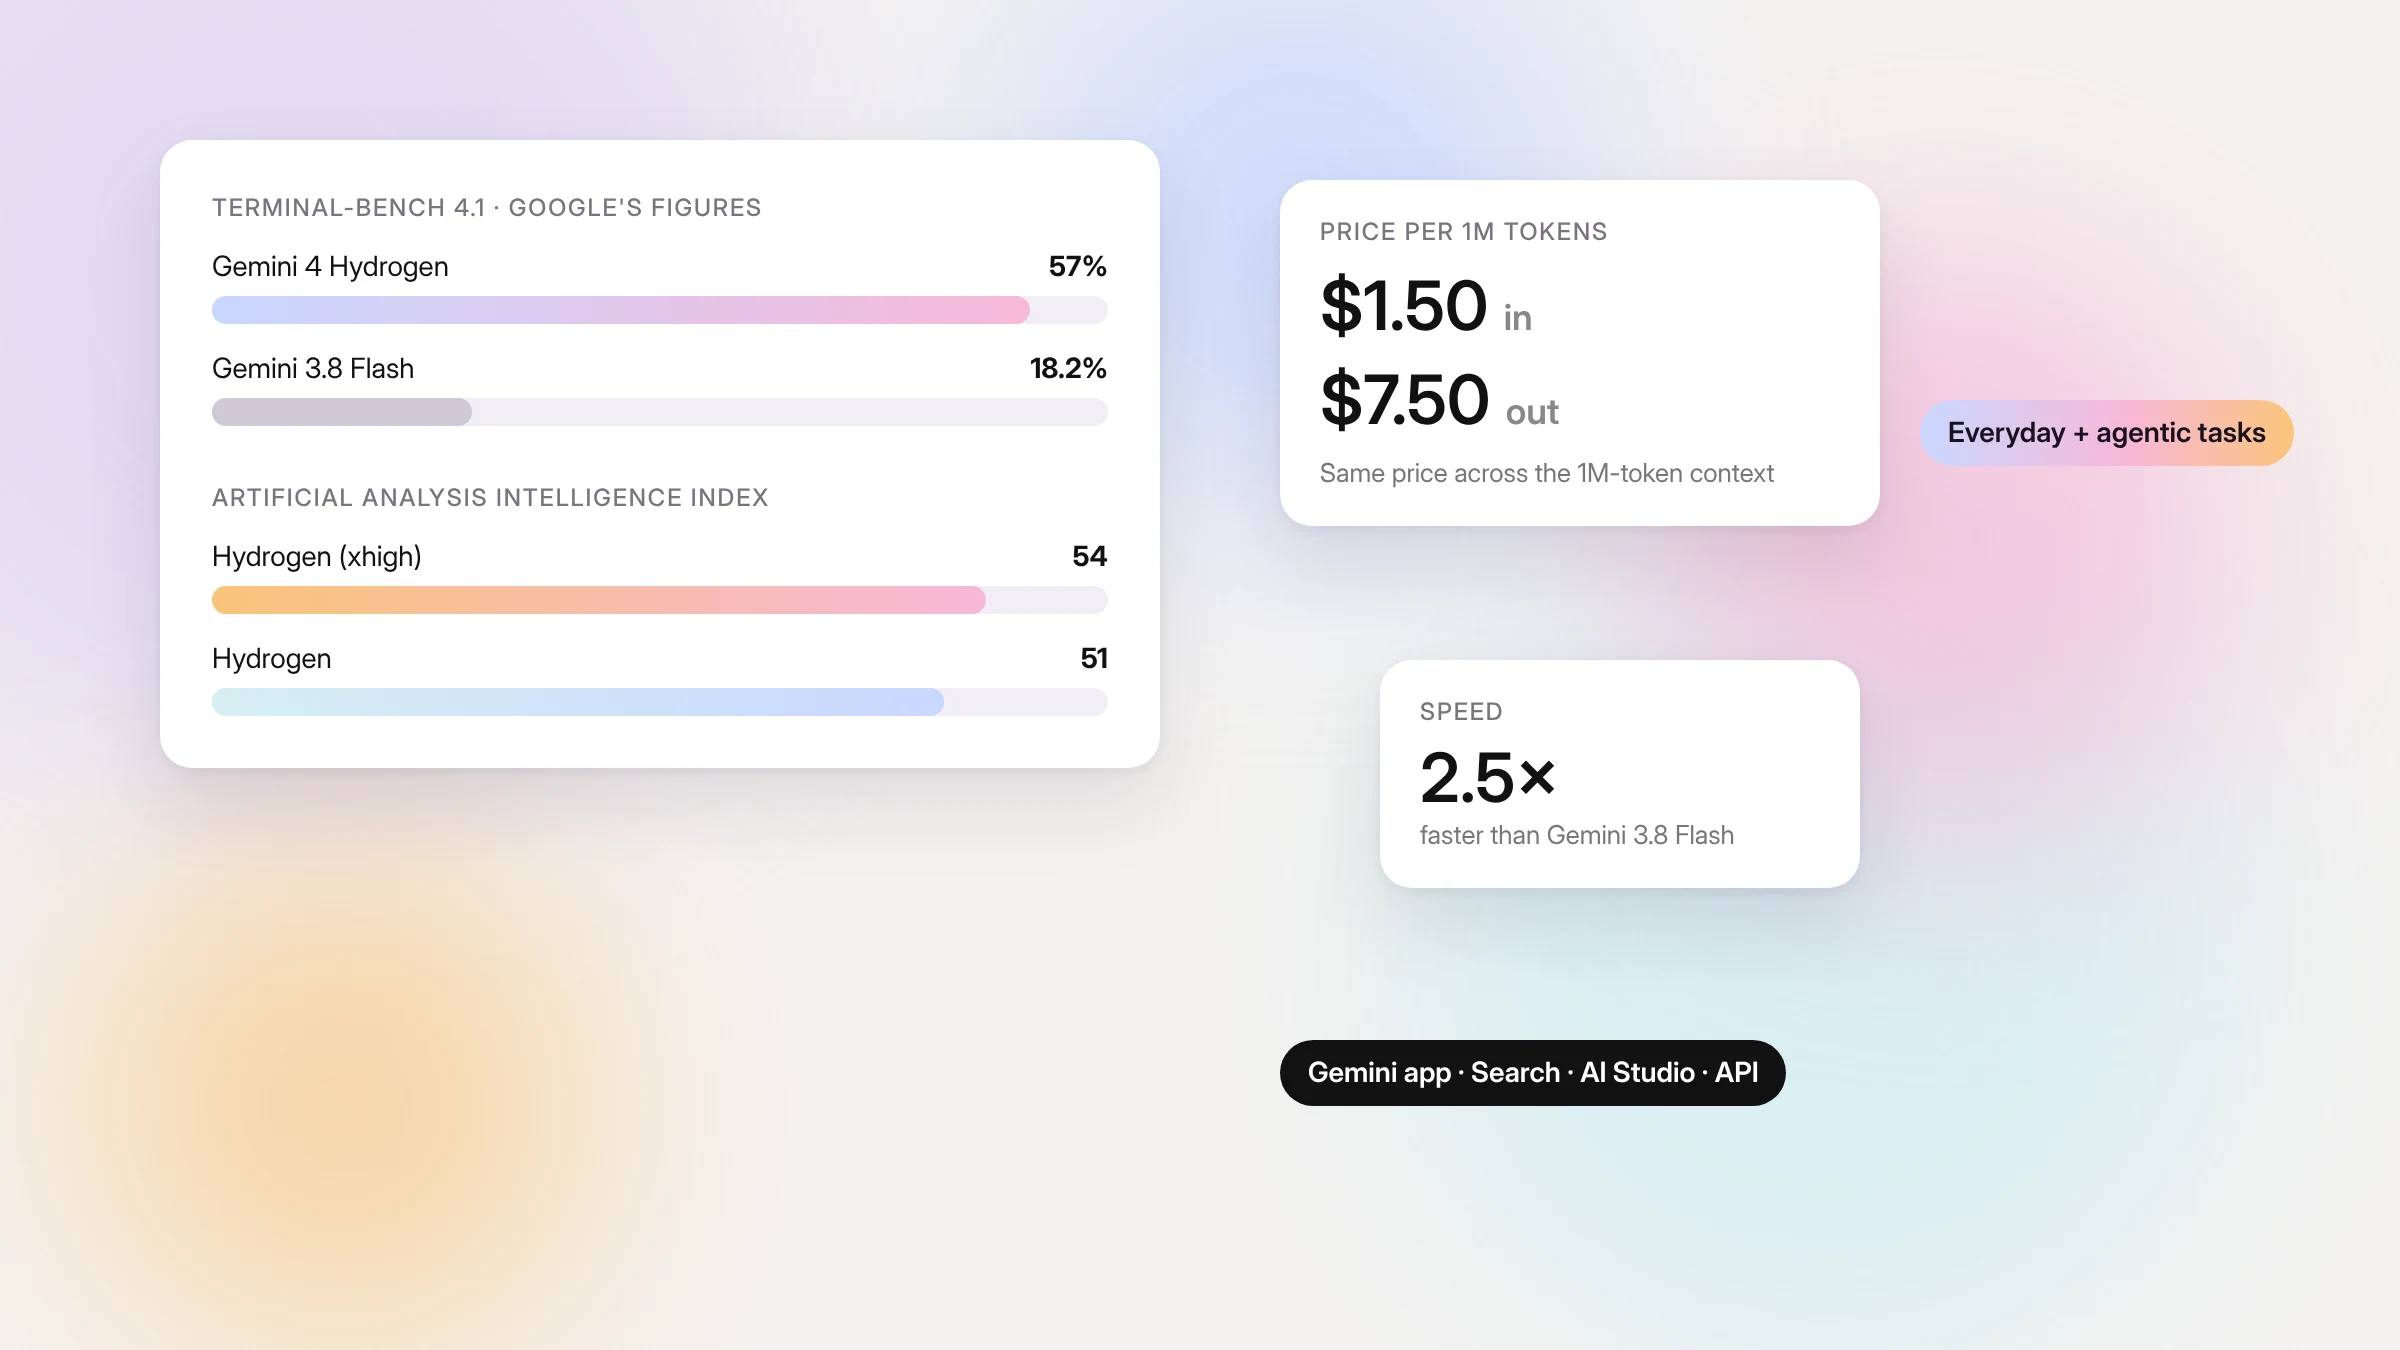 TERMINAL-BENCH 4.1 · GOOGLE'S FIGURES
Gemini 4 Hydrogen 57%
Gemini 3.8 Flash 18.2%
ARTIFICIAL ANALYSIS INTELLIGENCE INDEX
Hydrogen (xhigh) 54
Hydrogen 51
PRICE PER 1M TOKENS
$1.50 in
$7.50 out
Same price across the 1M-token context
Everyday + agentic tasks
SPEED
2.5×
faster than Gemini 3.8 Flash
Gemini app · Search · AI Studio · API